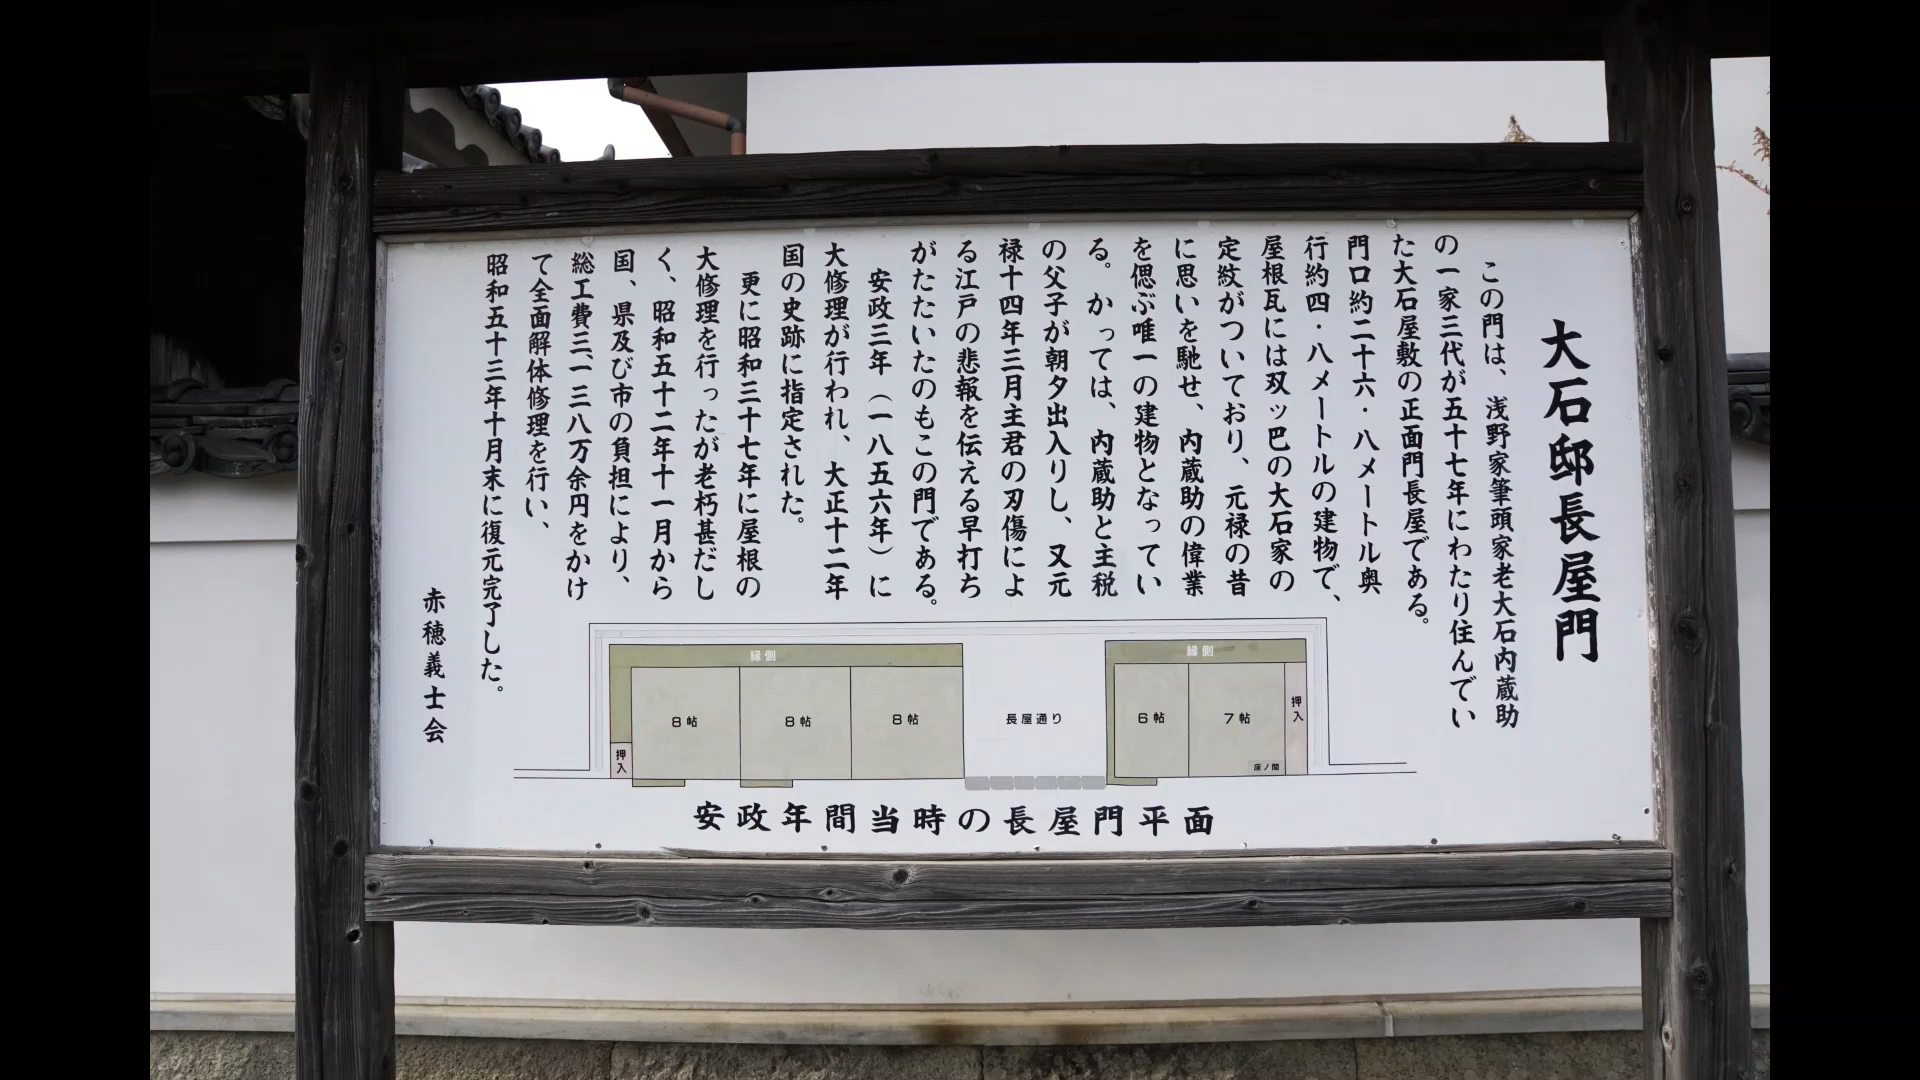 大石邸長屋門
この門は、浅野家筆頭家老大石内蔵助
の一家三代が五十七年にわたり住んでい
た大石屋敷の正面門長屋である。
門口約二十六・八メートル奥
行約四・八メートルの建物で、
屋根瓦には双ッ巴の大石家の
定紋がついており、元禄の昔
に思いを馳せ、内蔵助の偉業
を偲ぶ唯一の建物となってい
る。かっては、内蔵助と主税
の父子が朝夕出入りし、又元
禄十四年三月主君の刃傷によ
る江戸の悲報を伝える早打ち
がたたいたのもこの門である。
安政三年（一八五六年）に
大修理が行われ、大正十二年
国の史跡に指定された。
更に昭和三十七年に屋根の
大修理を行ったが老朽甚だし
く、昭和五十二年十一月から
国、県及び市の負担により、
総工費三、一三八万余円をかけ
て全面解体修理を行い、
昭和五十三年十月末に復元完了した。
赤穂義士会
縁側
縁側
8帖
8帖
8帖
長屋通り
6帖
7帖
押入
押入
床ノ間
安政年間当時の長屋門平面